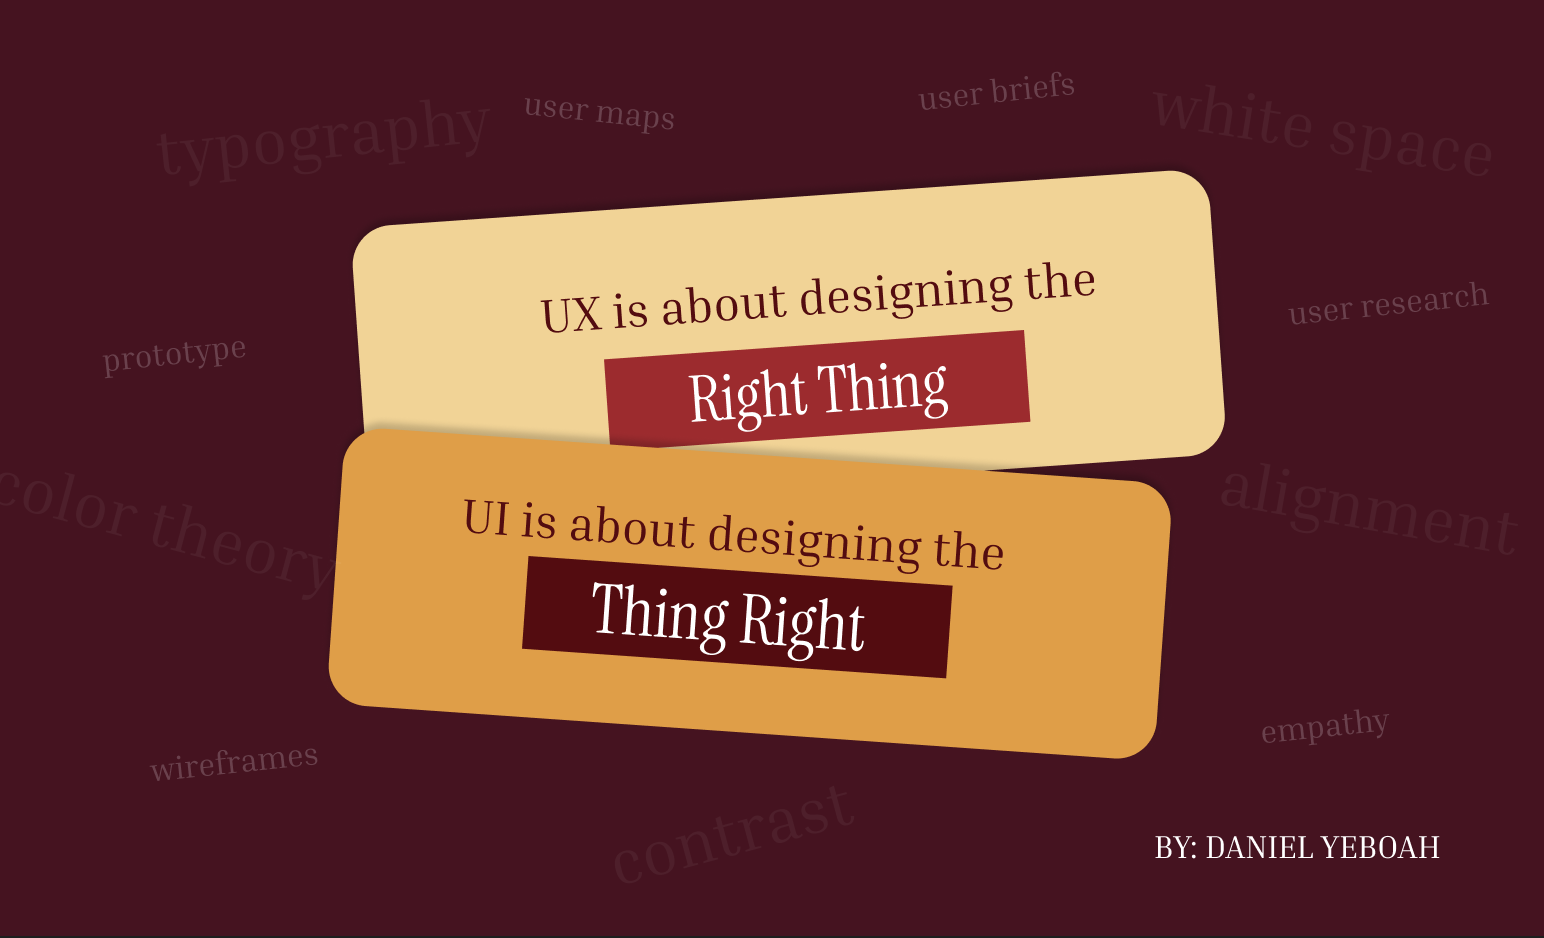 typography
user maps
user briefs
white space
UX is about designing the
Right Thing
user research
prototype
color theory
alignment
UI is about designing the
Thing Right
wireframes
empathy
contrast
BY: DANIEL YEBOAH